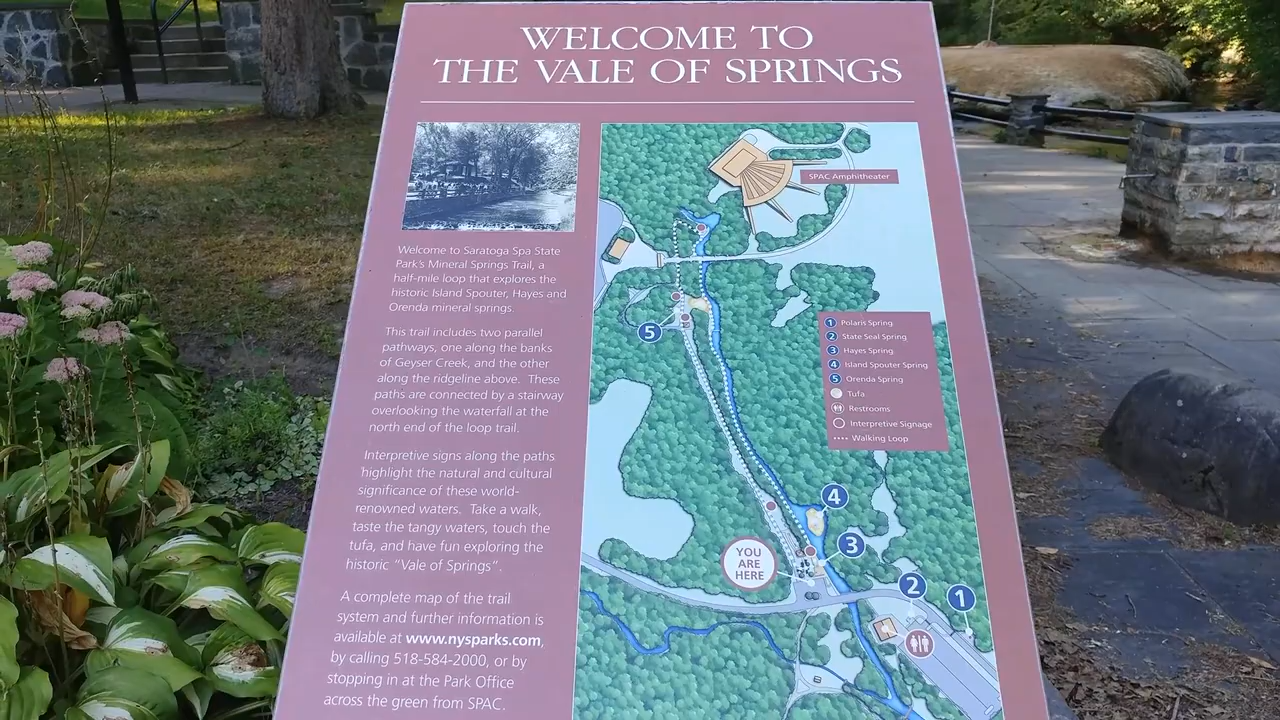 WELCOME TO
THE VALE OF SPRINGS
Welcome to Saratoga Spa State
Park's Mineral Springs Trail, a
half-mile loop that explores the
historic Island Spouter, Hayes and
Orenda mineral springs.
This trail includes two parallel
pathways, one along the banks
of Geyser Creek, and the other
along the ridgeline above. These
paths are connected by a stairway
overlooking the waterfall at the
north end of the loop trail.
Interpretive signs along the paths
highlight the natural and cultural
significance of these world-
renowned waters. Take a walk,
taste the tangy waters, touch the
tufa, and have fun exploring the
historic "Vale of Springs".
A complete map of the trail
system and further information is
available at www.nysparks.com,
by calling 518-584-2000, or by
stopping in at the Park Office
across the green from SPAC.
SPAC Amphitheater
1 Polaris Spring
2 State Seal Spring
3 Hayes Spring
4 Island Spouter Spring
5 Orenda Spring
Tufa
Restrooms
Interpretive Signage
Walking Loop
5
4
3
YOU
ARE
HERE
2
1